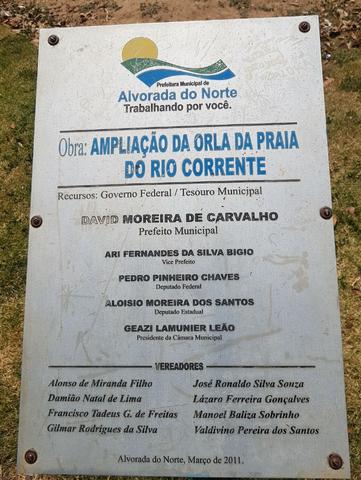 Prefeitura Municipal de
Alvorada do Norte
Trabalhando por você.
Obra: AMPLIAÇÃO DA ORLA DA PRAIA
DO RIO CORRENTE
Recursos: Governo Federal / Tesouro Municipal
DAVID MOREIRA DE CARVALHO
Prefeito Municipal
ARI FERNANDES DA SILVA BIGIO
Vice Prefeito
PEDRO PINHEIRO CHAVES
Deputado Federal
ALOISIO MOREIRA DOS SANTOS
Deputado Estadual
GEAZI LAMUNIER LEÃO
Presidente da Câmara Municipal
VEREADORES
Alonso de Miranda Filho
Damião Natal de Lima
Francisco Tadeus G. de Freitas
Gilmar Rodrigues da Silva
José Ronaldo Silva Souza
Lázaro Ferreira Gonçalves
Manoel Baliza Sobrinho
Valdivino Pereira dos Santos
Alvorada do Norte, Março de 2011.